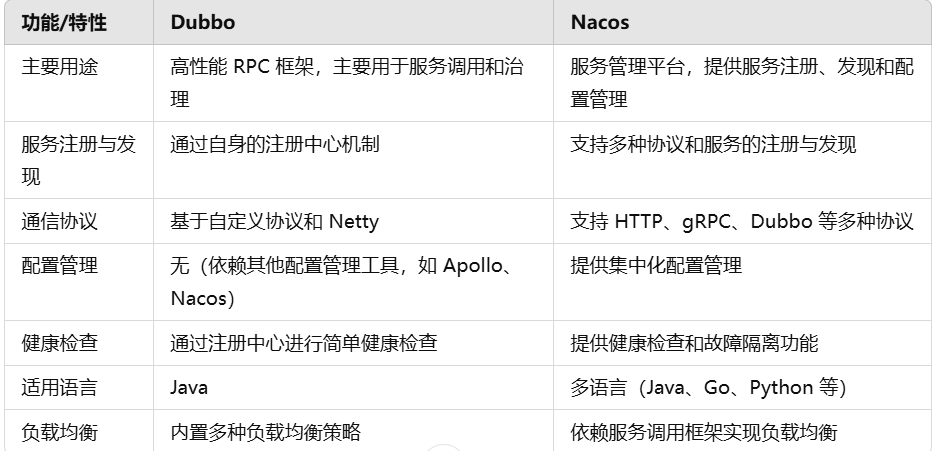 功能/特性 Dubbo Nacos
主要用途 高性能 RPC 框架，主要用于服务调用和治 服务管理平台，提供服务注册、发现和配
理 置管理
服务注册与发 通过自身的注册中心机制 支持多种协议和服务的注册与发现
现
通信协议 基于自定义协议和 Netty 支持 HTTP、gRPC、Dubbo 等多种协议
配置管理 无（依赖其他配置管理工具，如 Apollo、 提供集中化配置管理
Nacos）
健康检查 通过注册中心进行简单健康检查 提供健康检查和故障隔离功能
适用语言 Java 多语言（Java、Go、Python 等）
负载均衡 内置多种负载均衡策略 依赖服务调用框架实现负载均衡